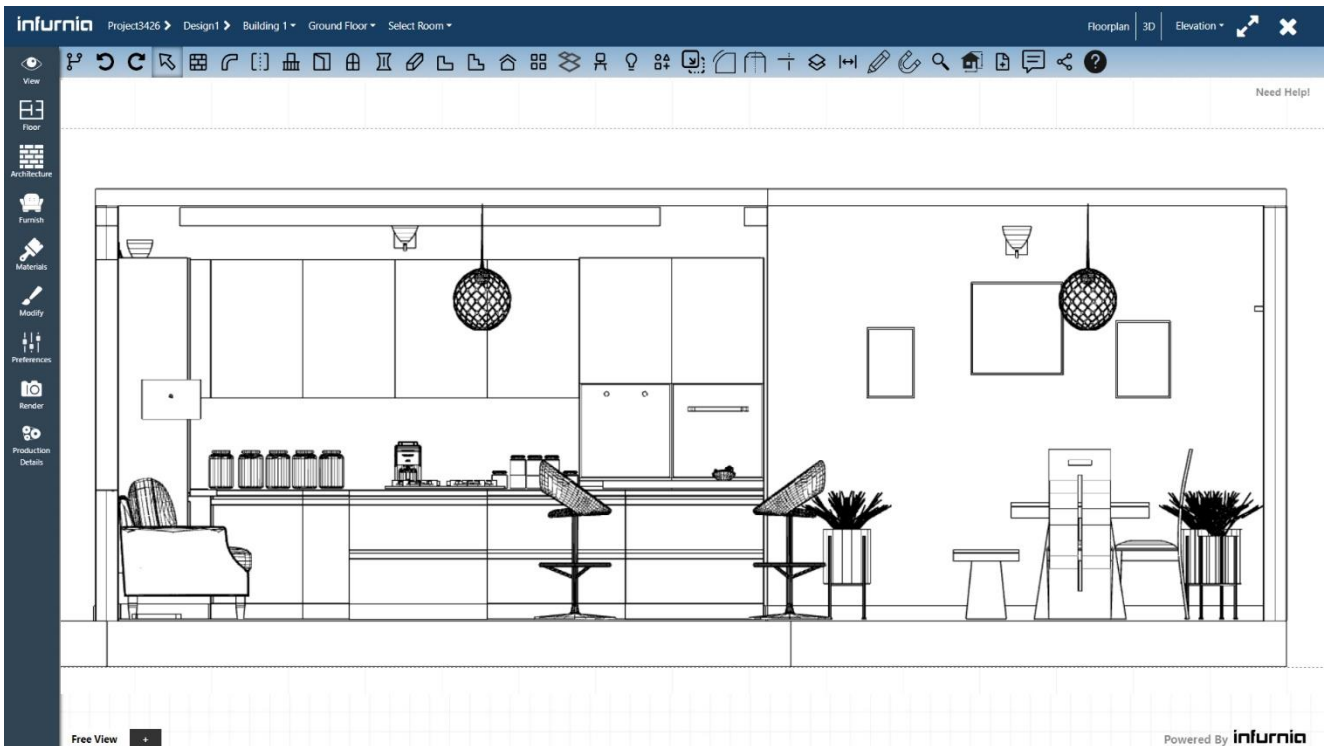 infurnia Project3426 Design1 Building 1 Ground Floor Select Room Floorplan 3D Elevation
View
Floor
Architecture
Furnish
Materials
Modify
Preferences
Render
Production
Details
?
Need Help!
Free View +
Powered By infurnia